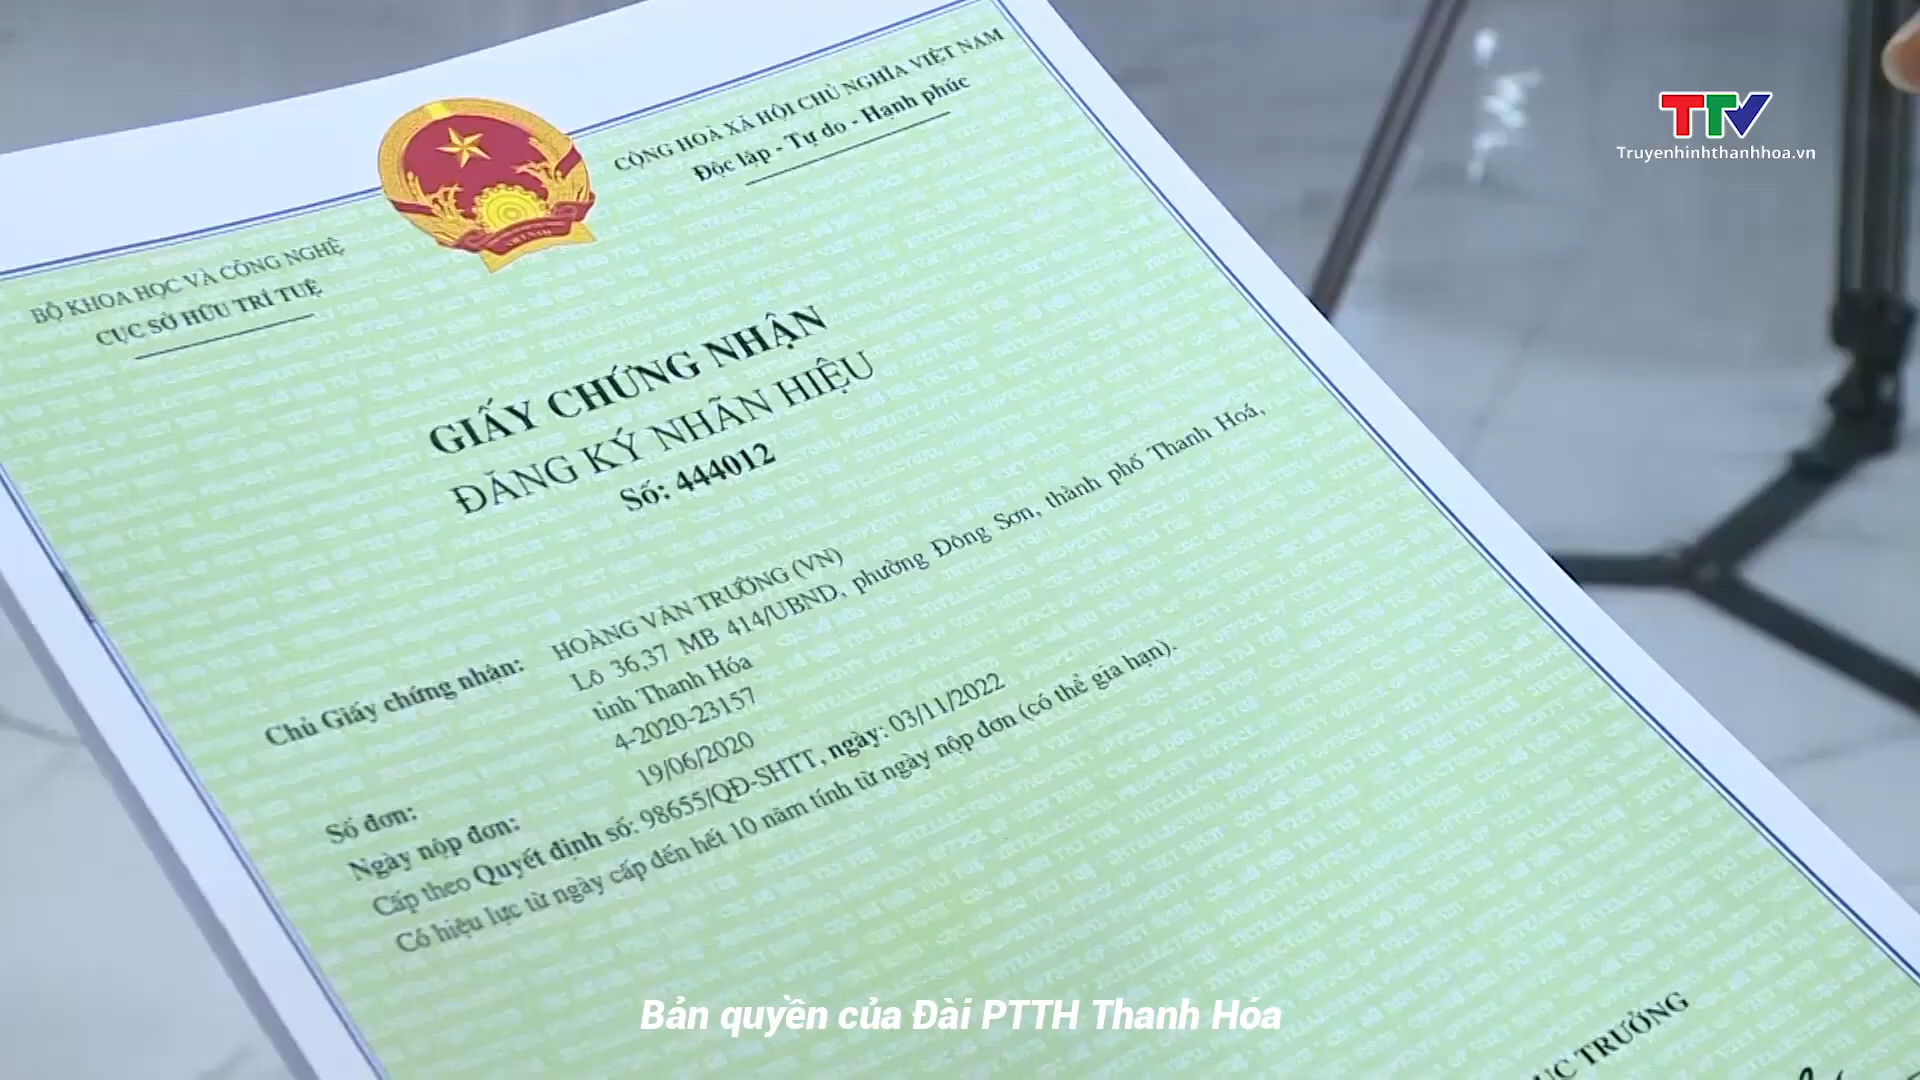 CỘNG HOÀ XÃ HỘI CHỦ NGHĨA VIỆT NAM
Độc lập - Tự do - Hạnh phúc
TTV
Truyenhinhthanhhoa.vn
BỘ KHOA HỌC VÀ CÔNG NGHỆ
CỤC SỞ HỮU TRÍ TUỆ
GIẤY CHỨNG NHẬN
ĐĂNG KÝ NHÃN HIỆU
Số: 444012
Chủ Giấy chứng nhận: HOÀNG VĂN TRƯỜNG (VN)
Lô 36,37 MB 414/UBND, phường Đông Sơn, thành phố Thanh Hoá,
tỉnh Thanh Hóa
Số đơn: 4-2020-23157
Ngày nộp đơn: 19/06/2020
Cấp theo Quyết định số: 98655/QĐ-SHTT, ngày: 03/11/2022
Có hiệu lực từ ngày cấp đến hết 10 năm tính từ ngày nộp đơn (có thể gia hạn).
TRƯỞNG
Bản quyền của Đài PTTH Thanh Hóa